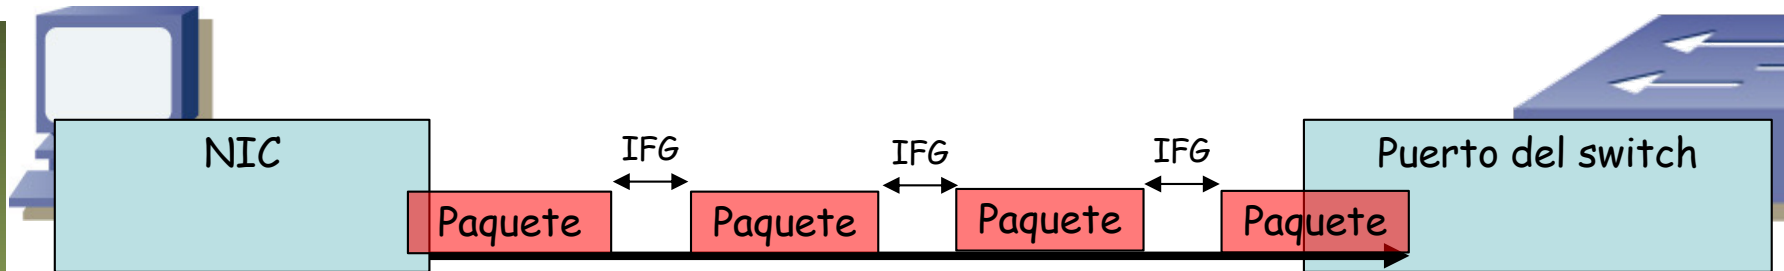 NIC
IFG
IFG
IFG
Puerto del switch
Paquete
Paquete
Paquete
Paquete